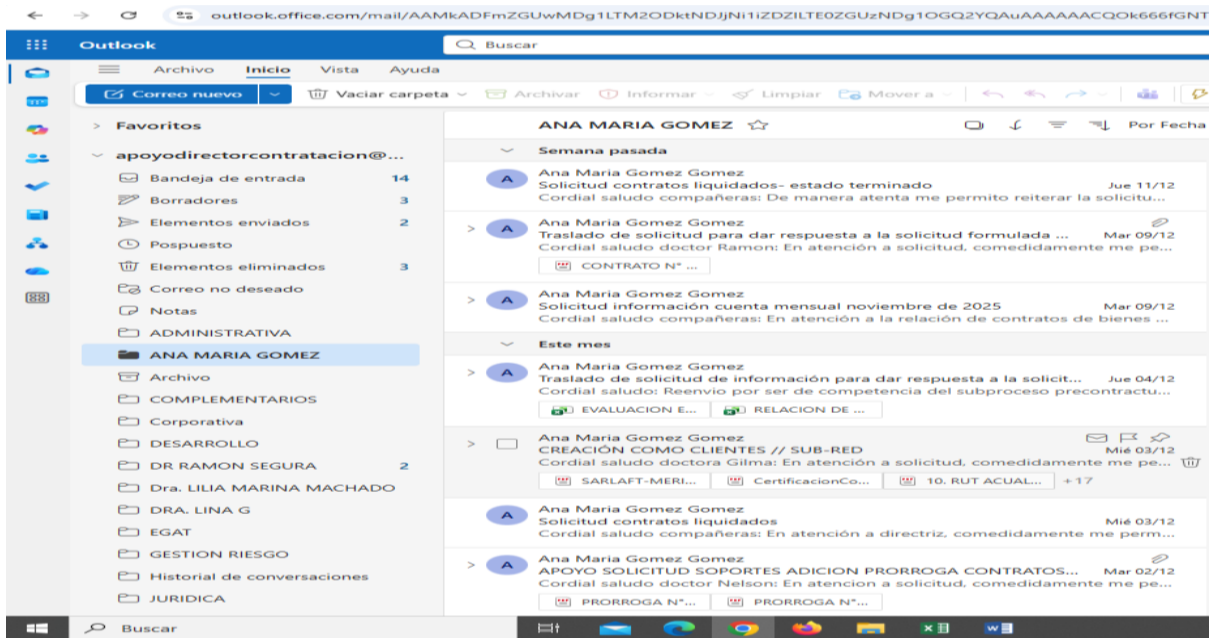 outlook.office.com/mail/AAMkADFmZGUwMDg1LTM2ODktNDJjNi1iZDZiLTE0ZGUzNDg1OGQ2YQAuAAAAAACQOk666fGNT
Outlook
Buscar
Archivo Inicio Vista Ayuda
Correo nuevo Vaciar carpeta Archivar Informar Limpiar Mover a
Favoritos
apoyodirectorcontratacion@...
Bandeja de entrada 14
Borradores 3
Elementos enviados 2
Pospuesto
Elementos eliminados 3
Correo no deseado
Notas
ADMINISTRATIVA
ANA MARIA GOMEZ
Archivo
COMPLEMENTARIOS
Corporativa
DESARROLLO
DR RAMON SEGURA 2
Dra. LILIA MARINA MACHADO
DRA. LINA G
EGAT
GESTION RIESGO
Historial de conversaciones
JURIDICA
ANA MARIA GOMEZ Por Fecha
Semana pasada
A
Ana Maria Gomez Gomez
Solicitud contratos liquidados- estado terminado Jue 11/12
Cordial saludo compañeras: De manera atenta me permito reiterar la solicitu...
A
Ana Maria Gomez Gomez
Traslado de solicitud para dar respuesta a la solicitud formulada ... Mar 09/12
Cordial saludo doctor Ramon: En atención a solicitud, comedidamente me pe...
CONTRATO N° ...
A
Ana Maria Gomez Gomez
Solicitud información cuenta mensual noviembre de 2025 Mar 09/12
Cordial saludo compañeras: En atención a la relación de contratos de bienes ...
Este mes
A
Ana Maria Gomez Gomez
Traslado de solicitud de información para dar respuesta a la solicit... Jue 04/12
Cordial saludo: Reenvio por ser de competencia del subproceso precontractu...
EVALUACION E... RELACION DE ...
Ana Maria Gomez Gomez
CREACIÓN COMO CLIENTES // SUB-RED Mié 03/12
Cordial saludo doctora Gilma: En atención a solicitud, comedidamente me pe...
SARLAFT-MERI... CertificacionCo... 10. RUT ACUAL... +17
A
Ana Maria Gomez Gomez
Solicitud contratos liquidados Mié 03/12
Cordial saludo compañeras: En atención a directriz, comedidamente me perm...
A
Ana Maria Gomez Gomez
APOYO SOLICITUD SOPORTES ADICION PRORROGA CONTRATOS... Mar 02/12
Cordial saludo doctor Nelson: En atencion a solicitud, comedidamente me pe...
PRORROGA N°... PRORROGA N°...
Buscar